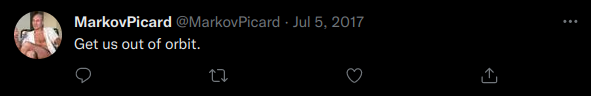 MarkovPicard @MarkovPicard · Jul 5, 2017
Get us out of orbit.